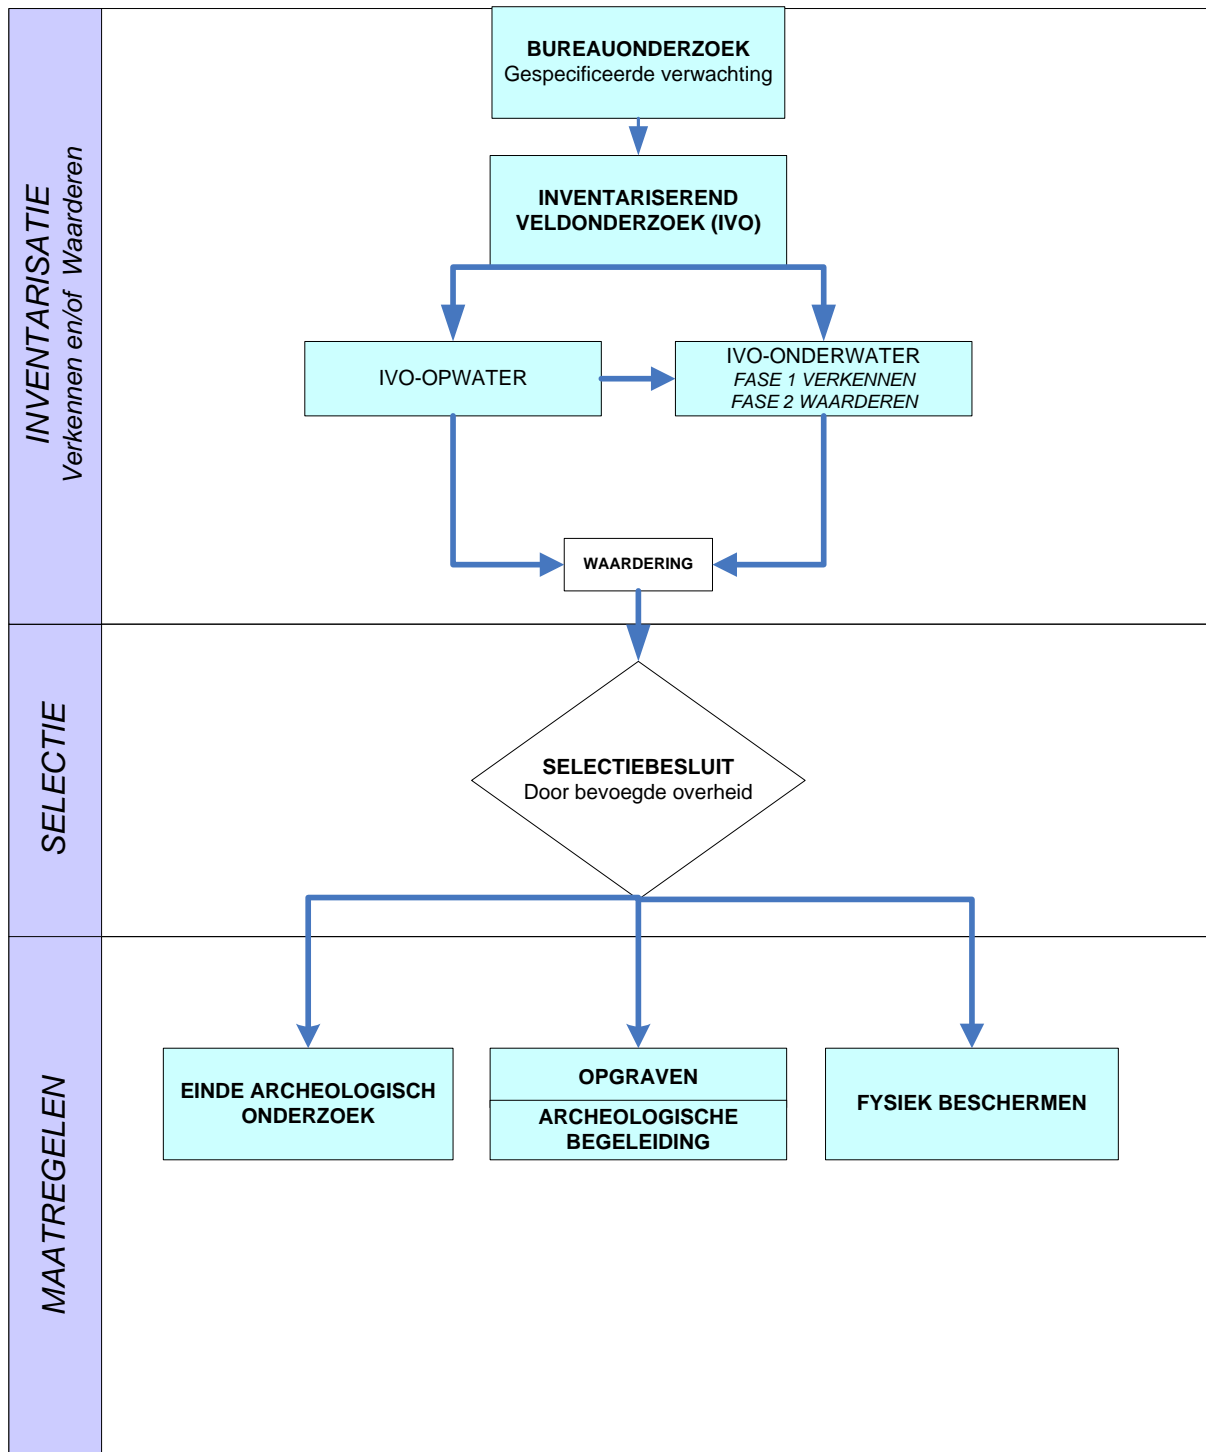 BUREAUONDERZOEK
Gespecificeerde verwachting
INVENTARISEREND
VELDONDERZOEK (IVO)
INVENTARISATIE
Verkennen en/of Waarderen
IVO-OPWATER
IVO-ONDERWATER
FASE 1 VERKENNEN
FASE 2 WAARDEREN
WAARDERING
SELECTIE
SELECTIEBESLUIT
Door bevoegde overheid
MAATREGELEN
EINDE ARCHEOLOGISCH
ONDERZOEK
OPGRAVEN
ARCHEOLOGISCHE
BEGELEIDING
FYSIEK BESCHERMEN